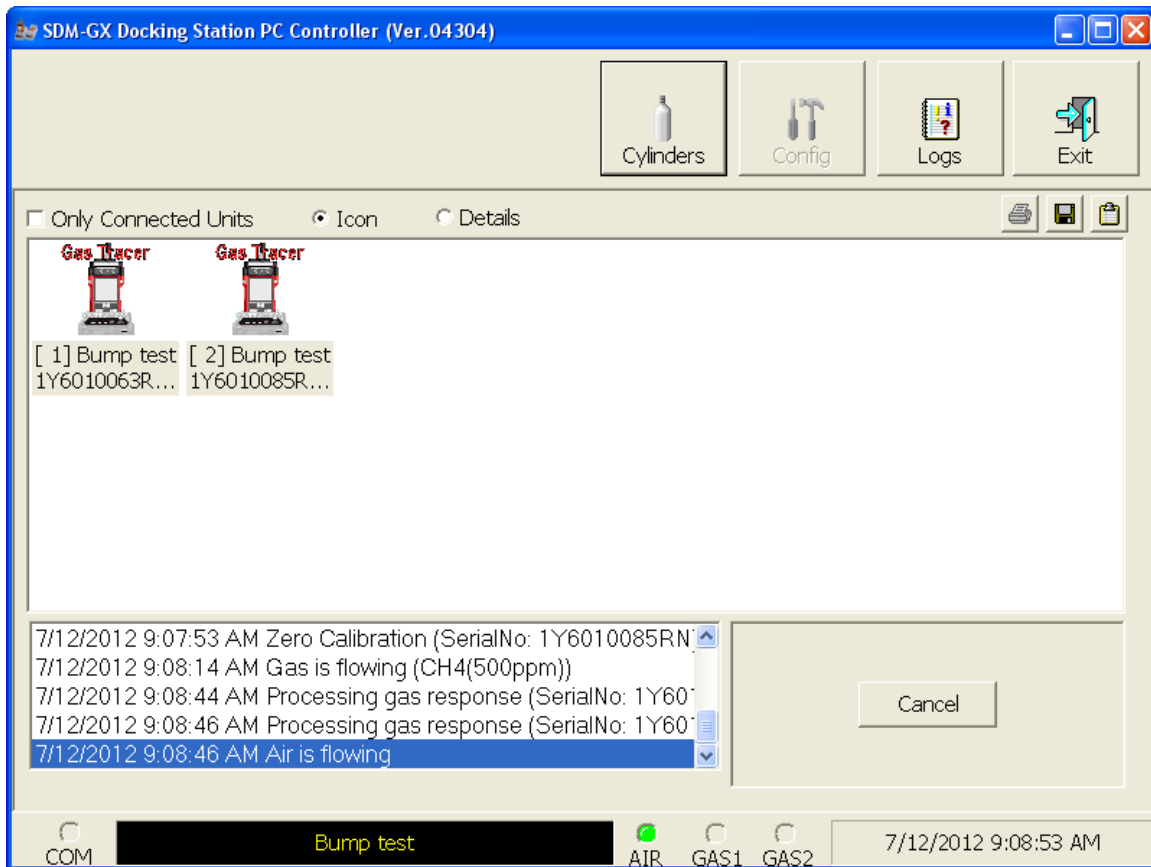 SDM-GX Docking Station PC Controller (Ver.04304)
Cylinders
Config
Logs
Exit
Only Connected Units
Icon
Details
Gas Tracer
Gas Tracer
[ 1] Bump test
1Y6010063R...
[ 2] Bump test
1Y6010085R...
7/12/2012 9:07:53 AM Zero Calibration (SerialNo: 1Y6010085RN)
7/12/2012 9:08:14 AM Gas is flowing (CH4(500ppm))
7/12/2012 9:08:44 AM Processing gas response (SerialNo: 1Y601
7/12/2012 9:08:46 AM Processing gas response (SerialNo: 1Y601
7/12/2012 9:08:46 AM Air is flowing
Cancel
COM
Bump test
AIR
GAS1
GAS2
7/12/2012 9:08:53 AM